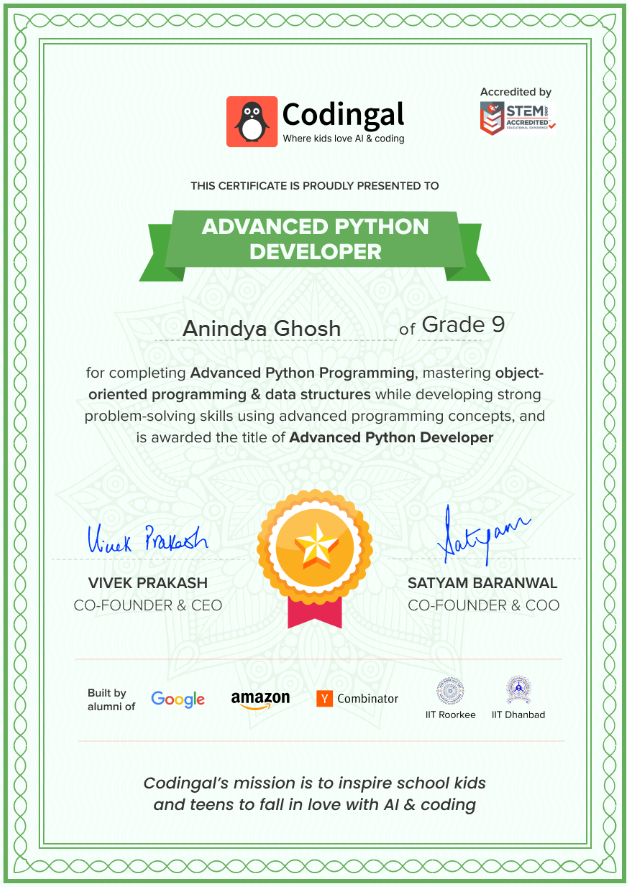 Codingal
Where kids love AI & coding
Accredited by
STEM
ACCREDITED
EDUCATIONAL EXPERIENCE
THIS CERTIFICATE IS PROUDLY PRESENTED TO
ADVANCED PYTHON
DEVELOPER
Anindya Ghosh of Grade 9
for completing Advanced Python Programming, mastering object-
oriented programming & data structures while developing strong
problem-solving skills using advanced programming concepts, and
is awarded the title of Advanced Python Developer
Vivek Prakash
VIVEK PRAKASH
CO-FOUNDER & CEO
Satyam
SATYAM BARANWAL
CO-FOUNDER & COO
Built by
alumni of
Google
amazon
Y Combinator
IIT Roorkee
IIT Dhanbad
Codingal's mission is to inspire school kids
and teens to fall in love with AI & coding